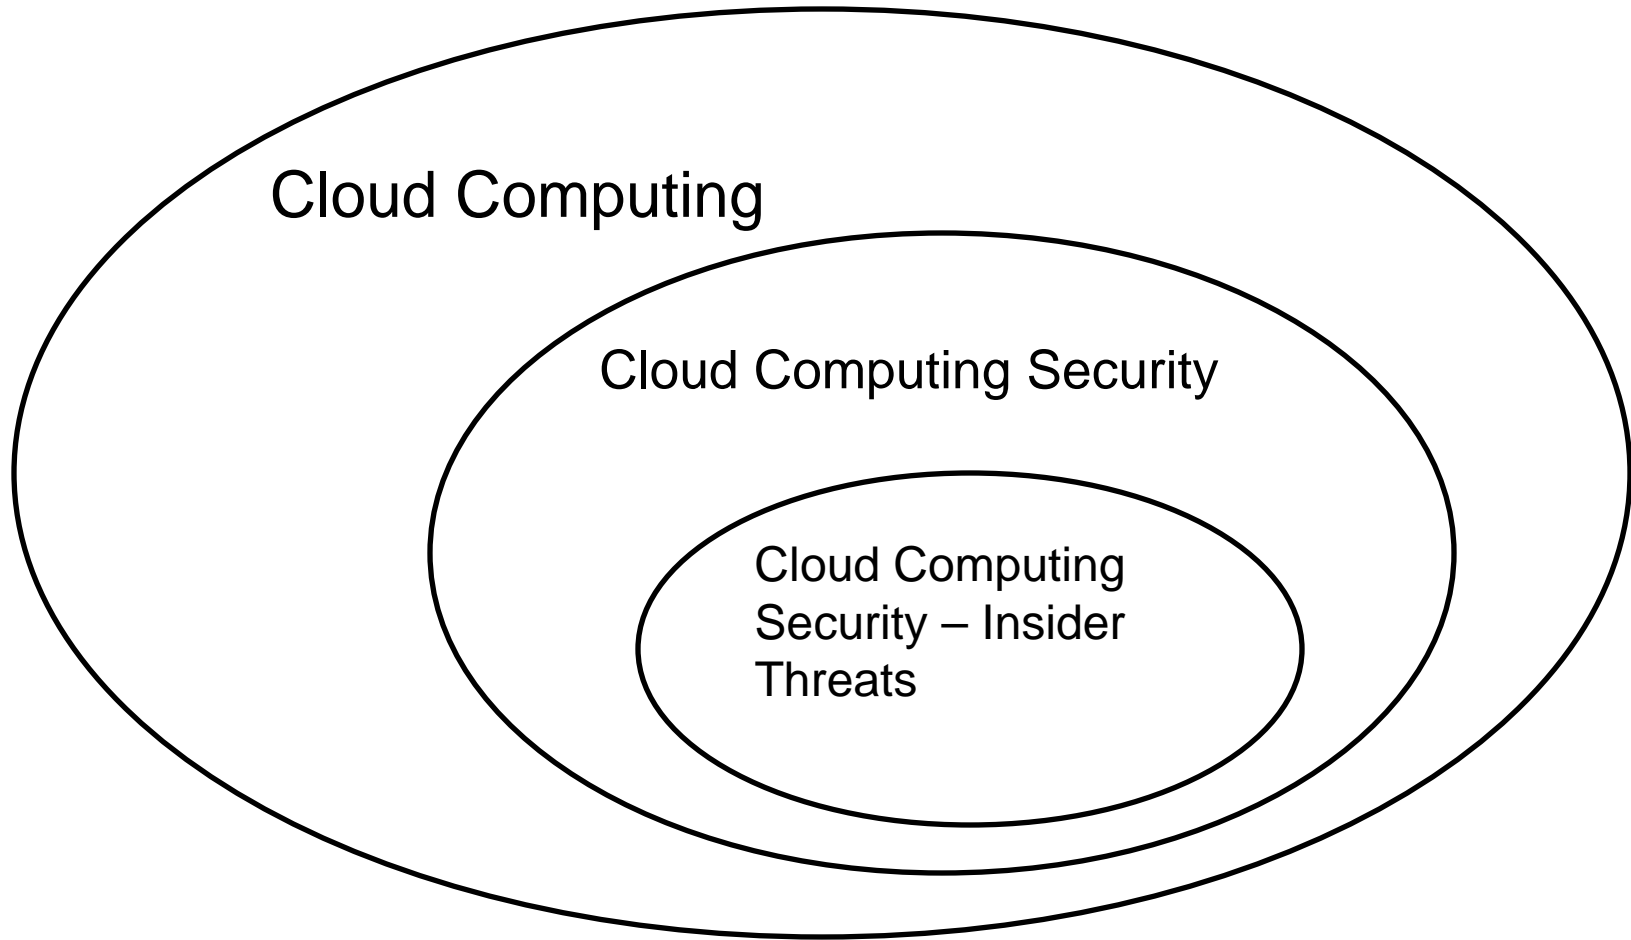 Cloud Computing
Cloud Computing Security
Cloud Computing
Security – Insider
Threats